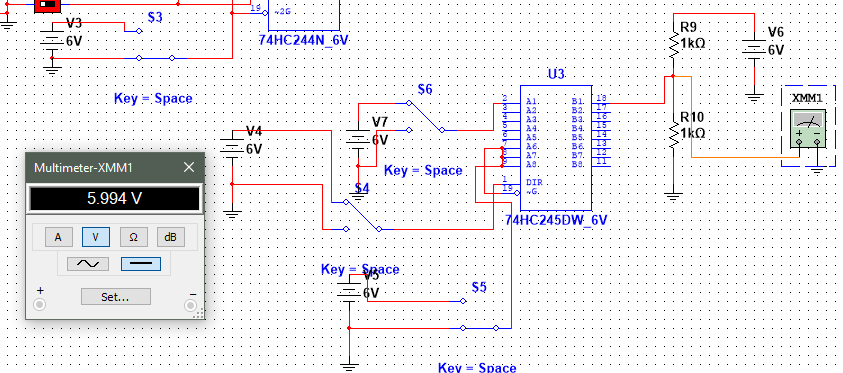 V3
6V
S3
19
~2G
74HC244N_6V
Key = Space
V4
6V
V7
6V
S6
Key = Space
S4
Key = Space
V5
6V
S5
Key = Space
U3
2
3
4
5
6
7
8
9
1
19
A1
A2
A3
A4
A5
A6
A7
A8
DIR
~G
B1
B2
B3
B4
B5
B6
B7
B8
18
17
16
15
14
13
12
11
74HC245DW_6V
R9
1kΩ
R10
1kΩ
V6
6V
XMM1
Multimeter-XMM1
5.994 V
A
V
Ω
dB
+
Set...
−